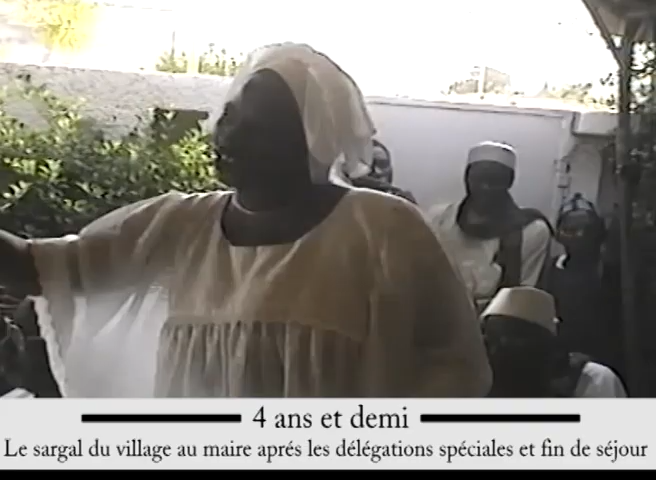 4 ans et demi
Le sargal du village au maire aprés les délégations spéciales et fin de séjour